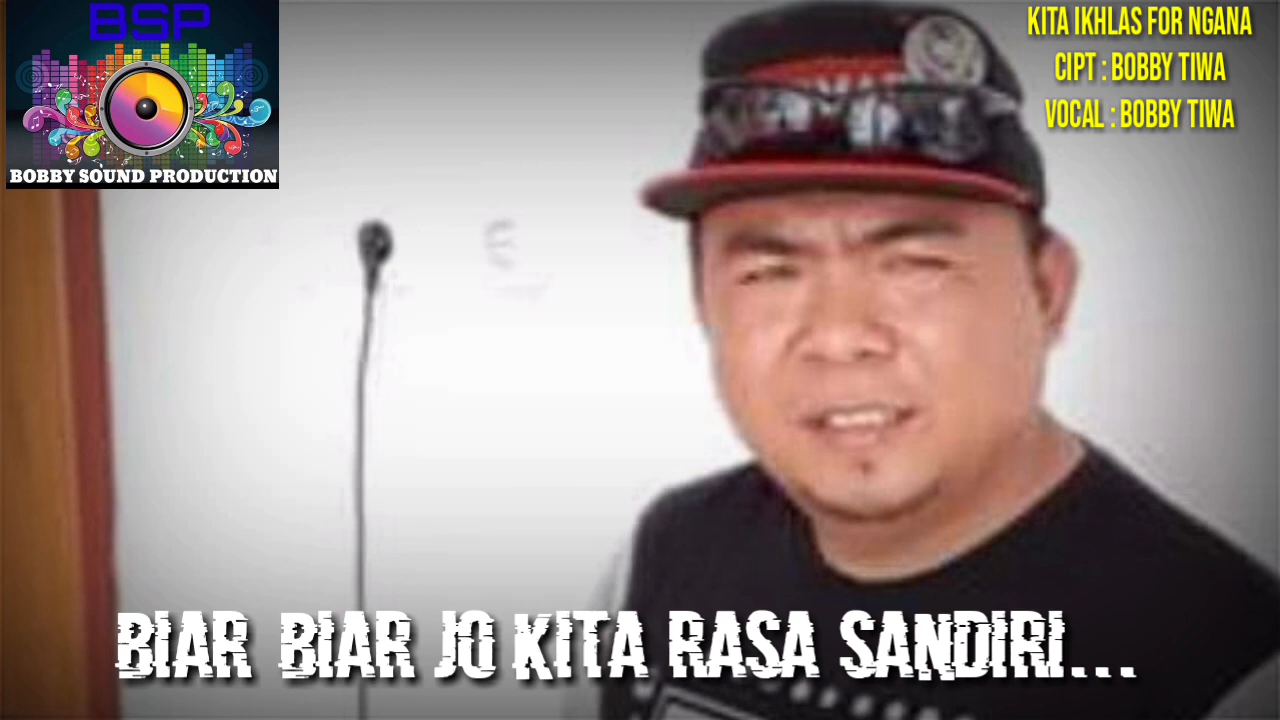 BSP
BOBBY SOUND PRODUCTION
KITA IKHLAS FOR NGANA
CIPT : BOBBY TIWA
VOCAL : BOBBY TIWA
BIAR BIAR JO KITA RASA SANDIRI...